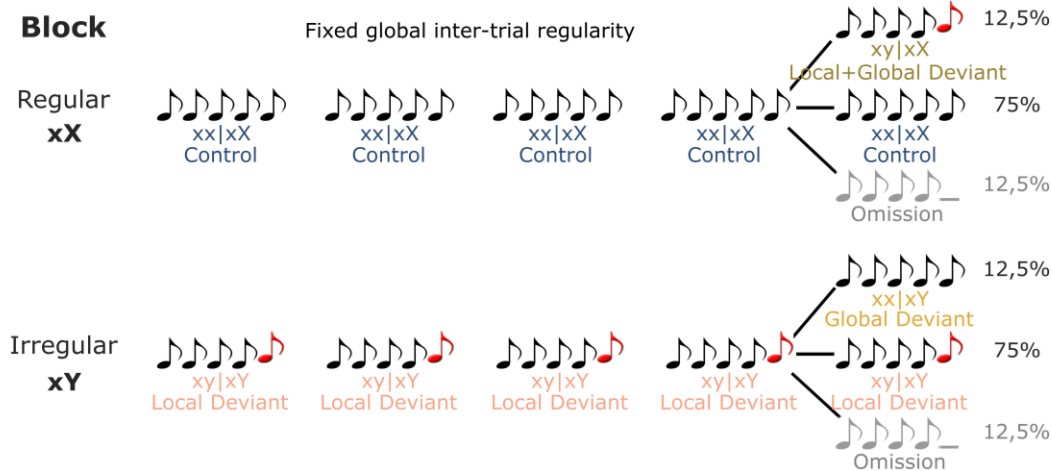 Block
Fixed global inter-trial regularity
12,5%
xy|xX
Local+Global Deviant
Regular
xX
xx|xX
Control
xx|xX
Control
xx|xX
Control
xx|xX
Control
xx|xX
Control
75%
12,5%
Omission
12,5%
xx|xY
Global Deviant
Irregular
xY
xy|xY
Local Deviant
xy|xY
Local Deviant
xy|xY
Local Deviant
xy|xY
Local Deviant
xy|xY
Local Deviant
75%
12,5%
Omission